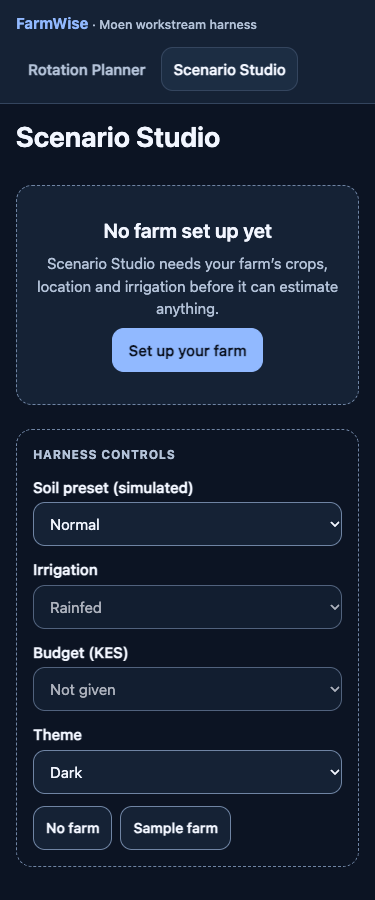 FarmWise · Moen workstream harness
Rotation Planner
Scenario Studio
Scenario Studio
No farm set up yet
Scenario Studio needs your farm’s crops,
location and irrigation before it can estimate
anything.
Set up your farm
HARNESS CONTROLS
Soil preset (simulated)
Normal
Irrigation
Rainfed
Budget (KES)
Not given
Theme
Dark
No farm
Sample farm